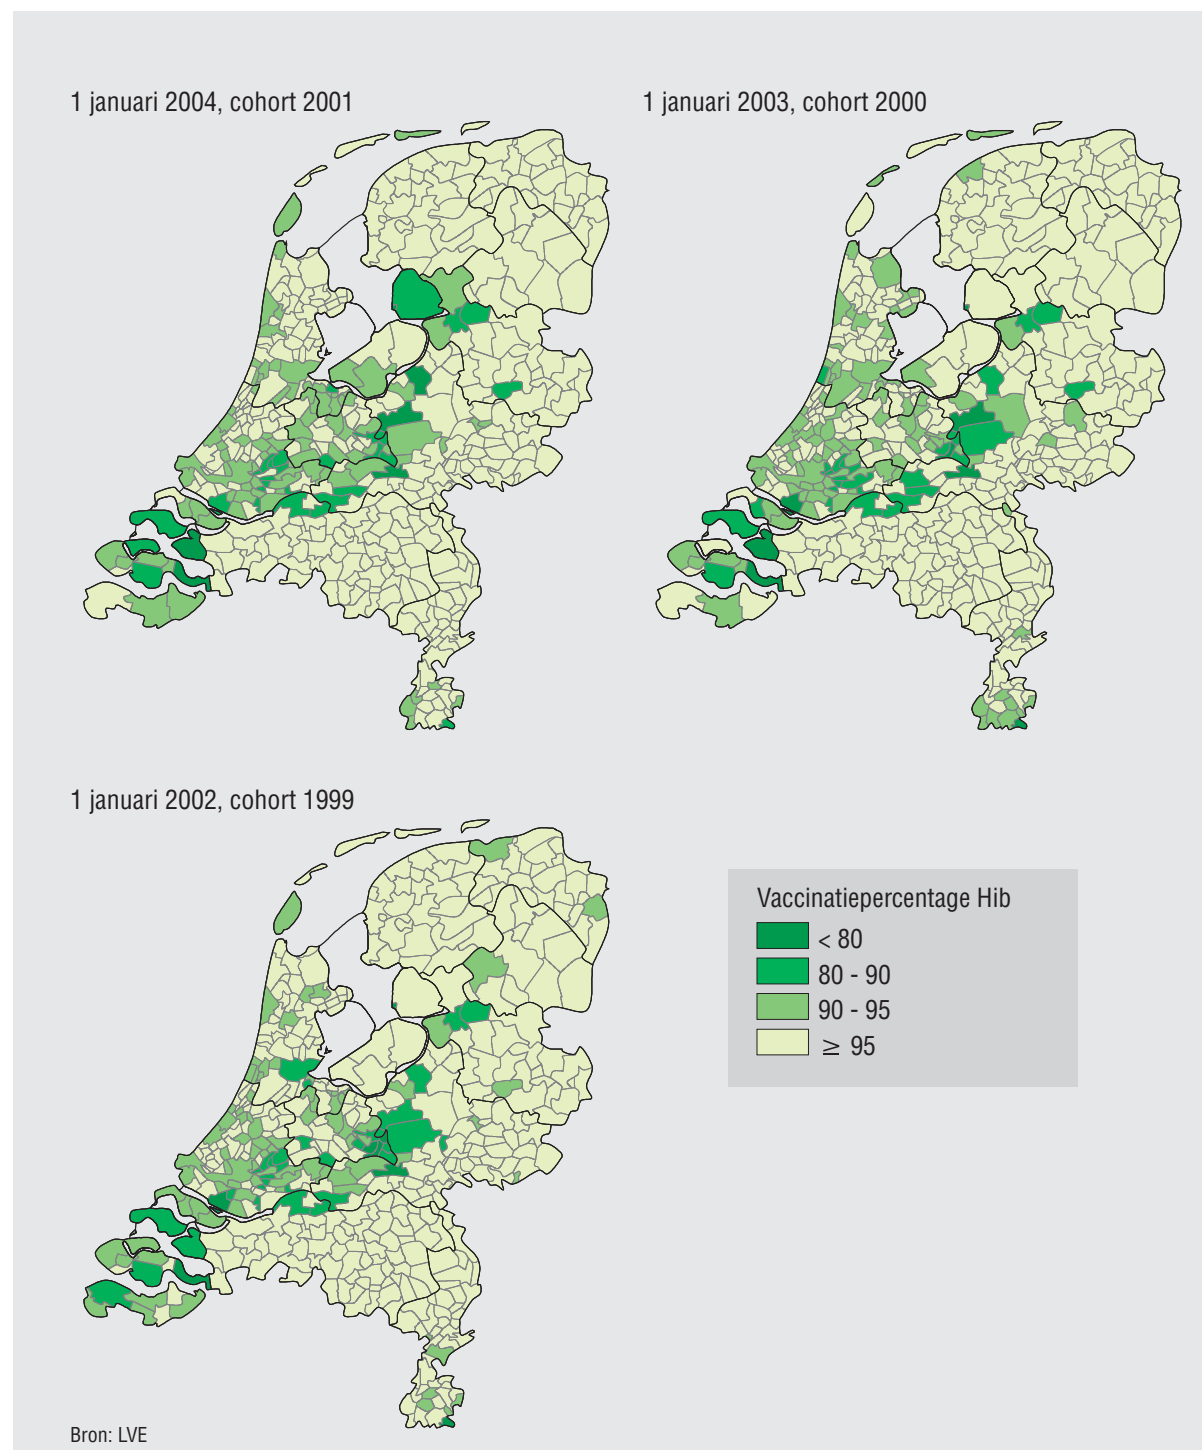 1 januari 2004, cohort 2001
1 januari 2003, cohort 2000
1 januari 2002, cohort 1999
Vaccinatiepercentage Hib
< 80
80 - 90
90 - 95
≥ 95
Bron: LVE